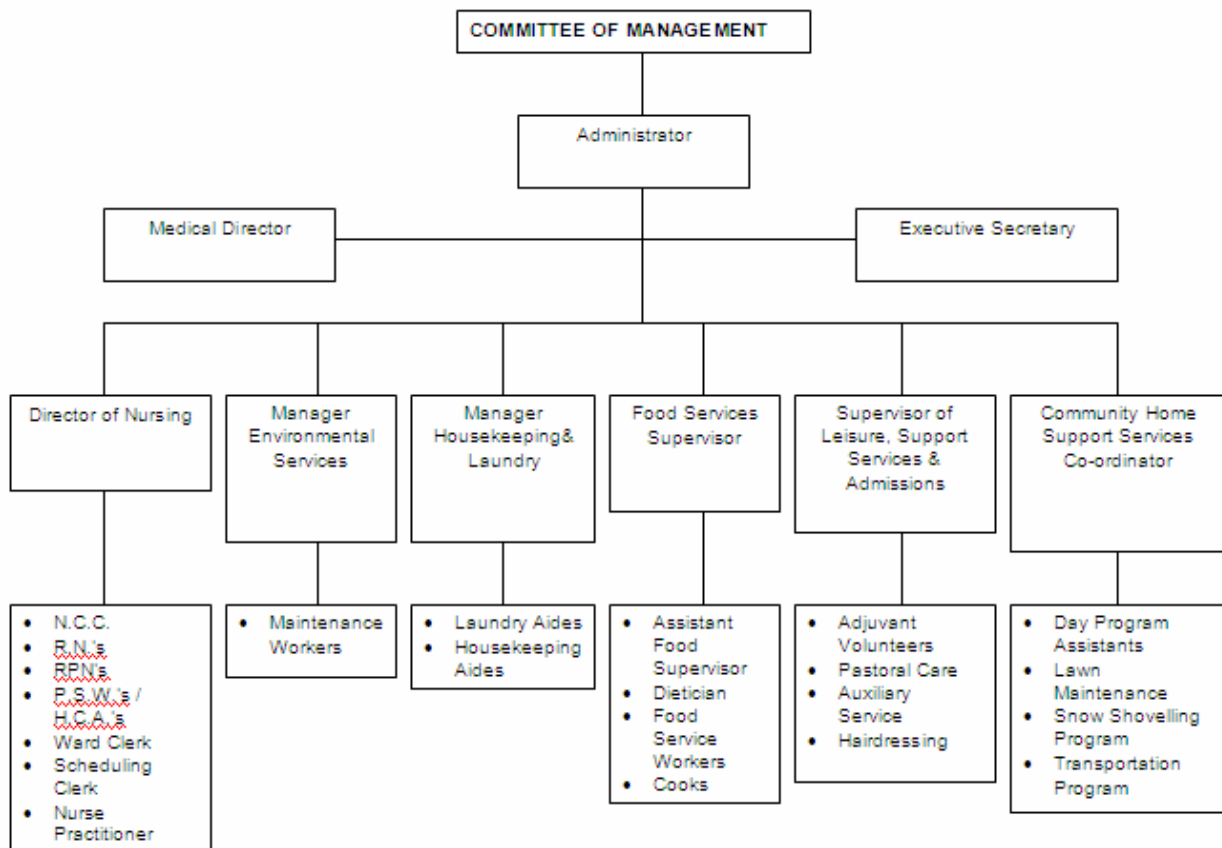 COMMITTEE OF MANAGEMENT
Administrator
Medical Director
Executive Secretary
Director of Nursing
Manager
Environmental
Services
Manager
Housekeeping&
Laundry
Food Services
Supervisor
Supervisor of
Leisure, Support
Services &
Admissions
Community Home
Support Services
Co-ordinator
• N.C.C.
• R.N.'s
• RPN's
• P.S.W.'s /
H.C.A.'s
• Ward Clerk
• Scheduling
Clerk
• Nurse
Practitioner
• Maintenance
Workers
• Laundry Aides
• Housekeeping
Aides
• Assistant
Food
Supervisor
• Dietician
• Food
Service
Workers
• Cooks
• Adjuvant
Volunteers
• Pastoral Care
• Auxiliary
Service
• Hairdressing
• Day Program
Assistants
• Lawn
Maintenance
• Snow Shovelling
Program
• Transportation
Program